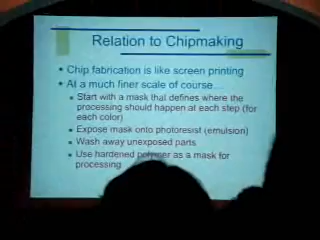 Relation to Chipmaking
Chip fabrication is like screen printing
At a much finer scale of course...
Start with a mask that defines where the
processing should happen at each step (for
each color)
Expose mask onto photoresist (emulsion)
Wash away unexposed parts
Use hardened polymer as a mask for
processing